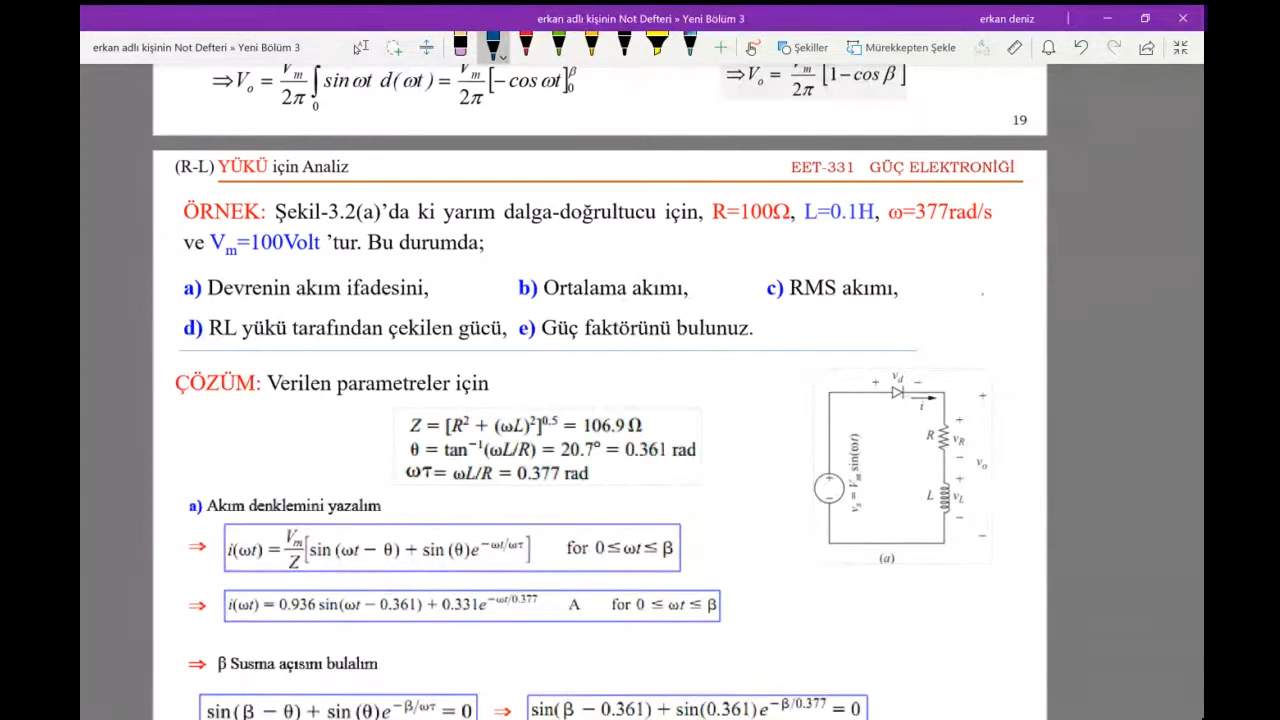 erkan adlı kişinin Not Defteri » Yeni Bölüm 3
erkan deniz
erkan adlı kişinin Not Defteri » Yeni Bölüm 3
Şekiller
Mürekkepten Şekle
⇒V_o = V_m/2π ∫_0 sin ωt d(ωt) = V_m/2π [−cos ωt]_0^β
⇒V_o = V_m/2π [1−cos β]
19
(R-L) YÜKÜ için Analiz
EET-331 GÜÇ ELEKTRONİĞİ
ÖRNEK: Şekil-3.2(a)’da ki yarım dalga-doğrultucu için, R=100Ω, L=0.1H, ω=377rad/s
ve V_m=100Volt ’tur. Bu durumda;
a) Devrenin akım ifadesini, b) Ortalama akımı, c) RMS akımı,
d) RL yükü tarafından çekilen gücü, e) Güç faktörünü bulunuz.
ÇÖZÜM: Verilen parametreler için
Z = [R² + (ωL)²]^0.5 = 106.9 Ω
θ = tan⁻¹(ωL/R) = 20.7° = 0.361 rad
ωτ = ωL/R = 0.377 rad
a) Akım denklemini yazalım
⇒ i(ωt) = V_m/Z [sin (ωt − θ) + sin (θ)e^−ωt/ωτ] for 0≤ωt≤β
⇒ i(ωt) = 0.936 sin(ωt − 0.361) + 0.331e^−ωt/0.377 A for 0 ≤ ωt ≤ β
⇒ β Susma açısını bulalım
sin(β − θ) + sin (θ)e^−β/ωτ = 0 ⇒ sin(β − 0.361) + sin(0.361)e^−β/0.377 = 0
+ v_d −
i
+
R
+
v_R
−
v_s = V_m sin(ωt)
+
−
v_o
L
+
v_L
−
−
(a)